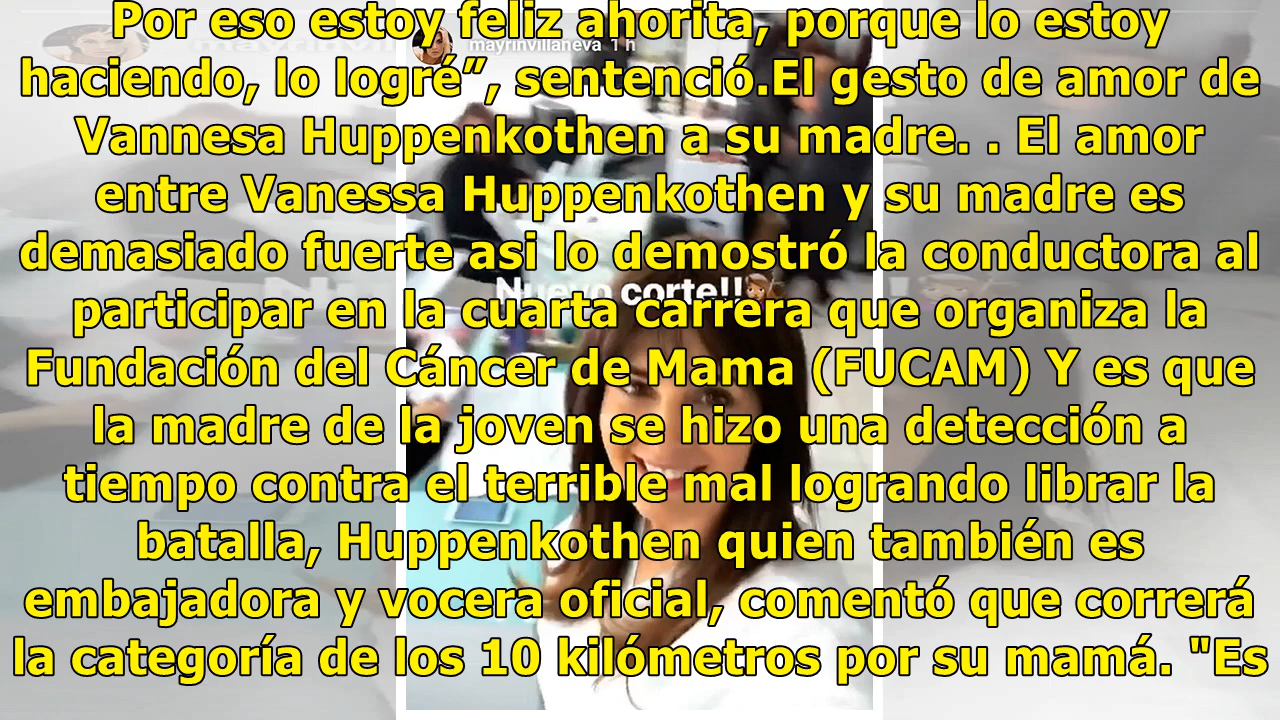 Por eso estoy feliz ahorita, porque lo estoy
mayrinvillaneva 1 h
haciendo, lo logré”, sentenció.El gesto de amor de
Vannesa Huppenkothen a su madre. . El amor
entre Vanessa Huppenkothen y su madre es
demasiado fuerte asi lo demostró la conductora al
Nuevo corte!!
participar en la cuarta carrera que organiza la
Fundación del Cáncer de Mama (FUCAM) Y es que
la madre de la joven se hizo una detección a
tiempo contra el terrible mal logrando librar la
batalla, Huppenkothen quien también es
embajadora y vocera oficial, comentó que correrá
la categoría de los 10 kilómetros por su mamá. "Es